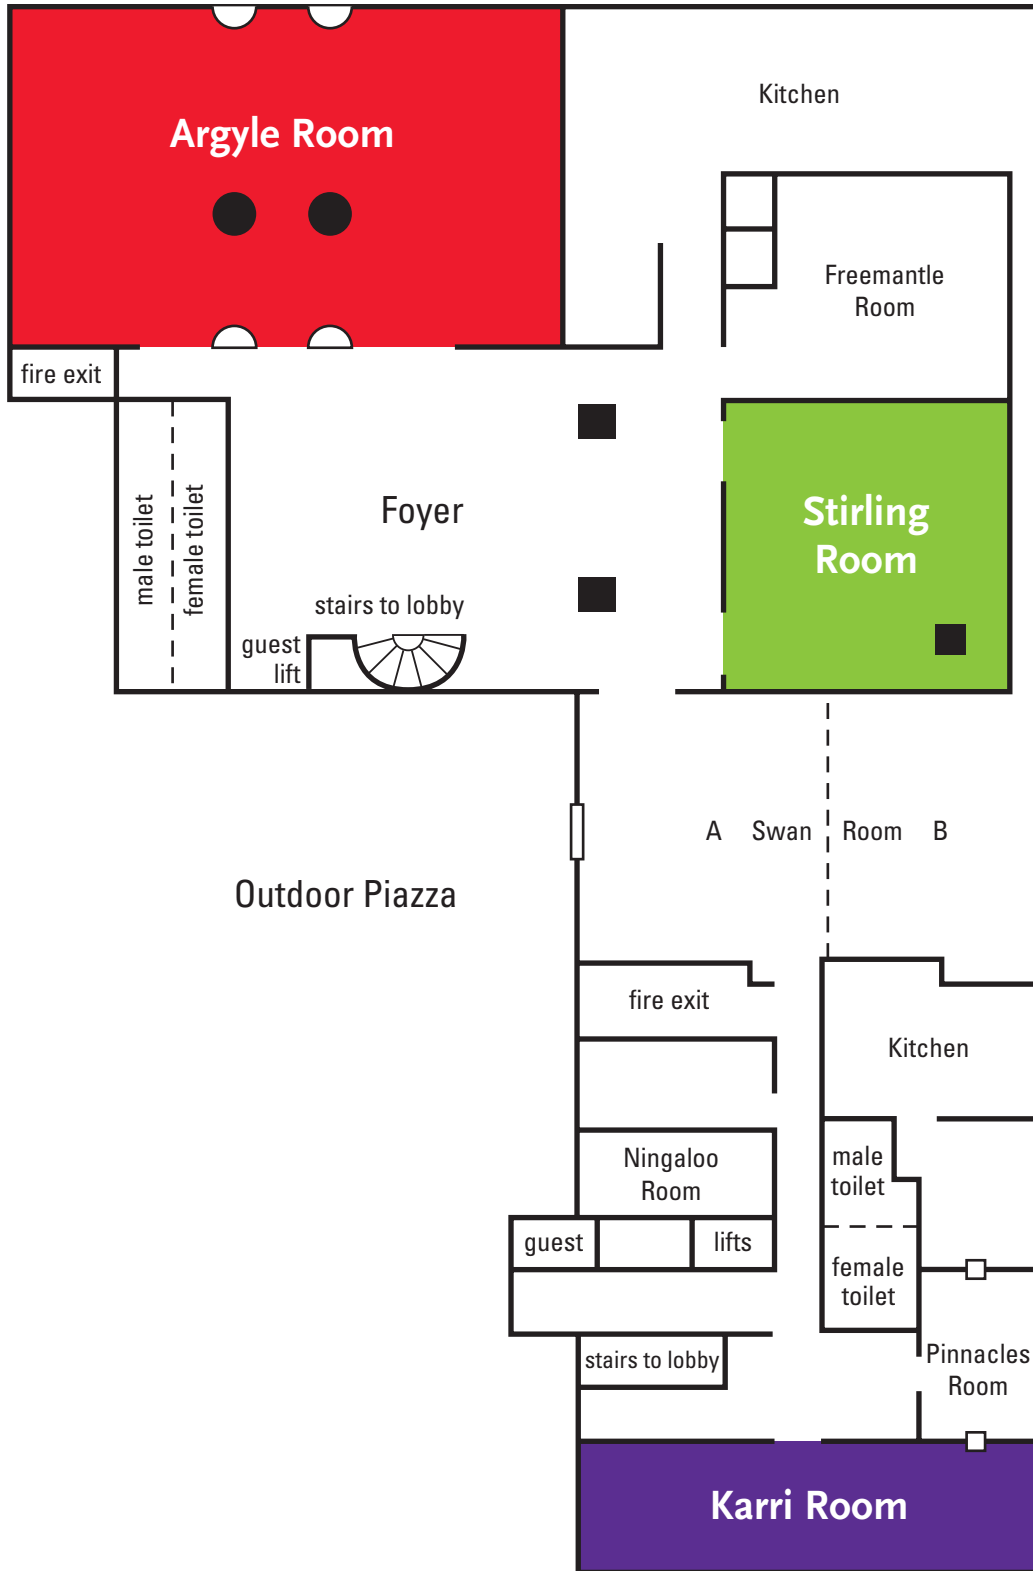 Kitchen
Argyle Room
Freemantle
Room
fire exit
male toilet
female toilet
Foyer
Stirling
Room
stairs to lobby
guest
lift
A Swan Room B
Outdoor Piazza
fire exit
Kitchen
Ningaloo
Room
male
toilet
guest
lifts
female
toilet
stairs to lobby
Pinnacles
Room
Karri Room